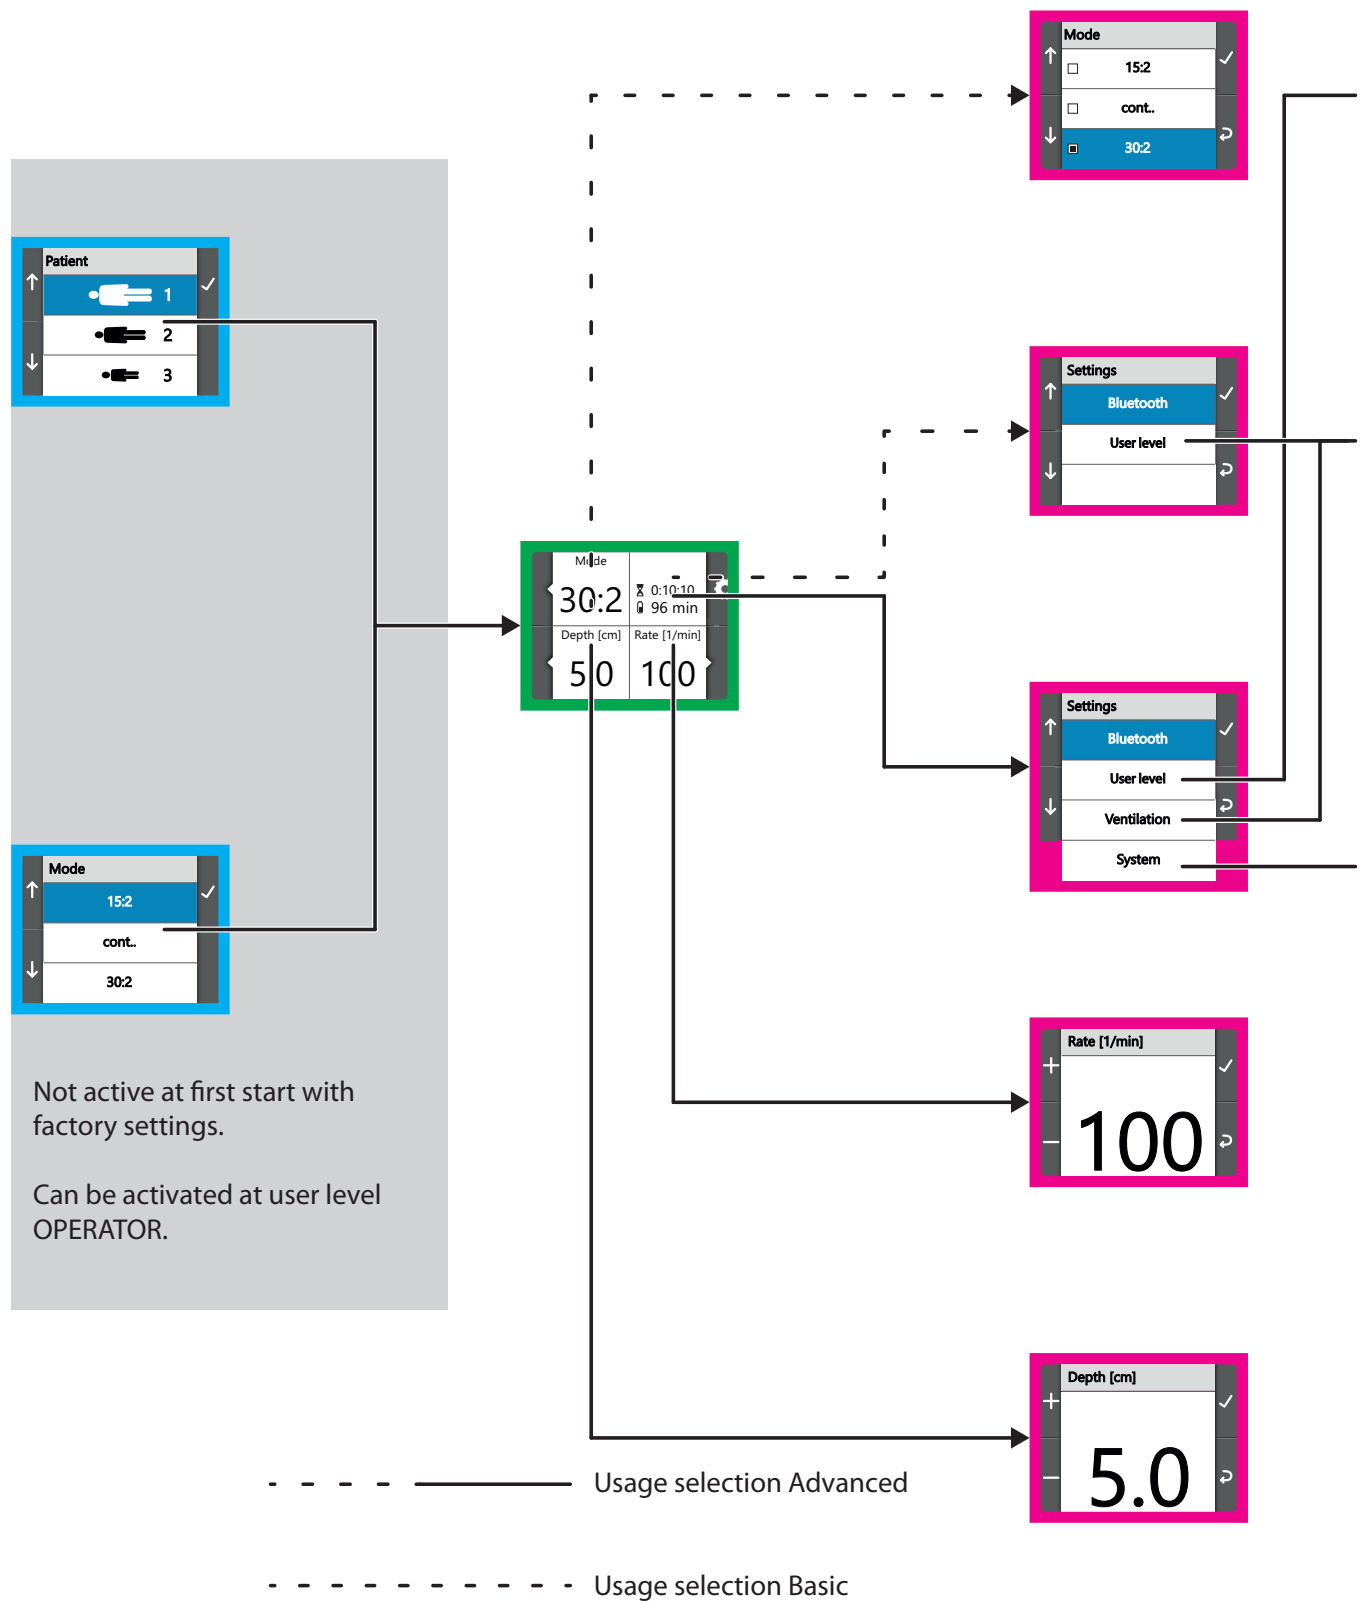 Mode
15:2
cont..
30:2
Patient
1
2
3
Settings
Bluetooth
User level
Mode
30:2
0:10:10
96 min
Depth [cm]
Rate [1/min]
5.0
100
Settings
Bluetooth
User level
Ventilation
System
Mode
15:2
cont..
30:2
Not active at first start with
factory settings.
Can be activated at user level
OPERATOR.
Rate [1/min]
100
Depth [cm]
5.0
Usage selection Advanced
Usage selection Basic